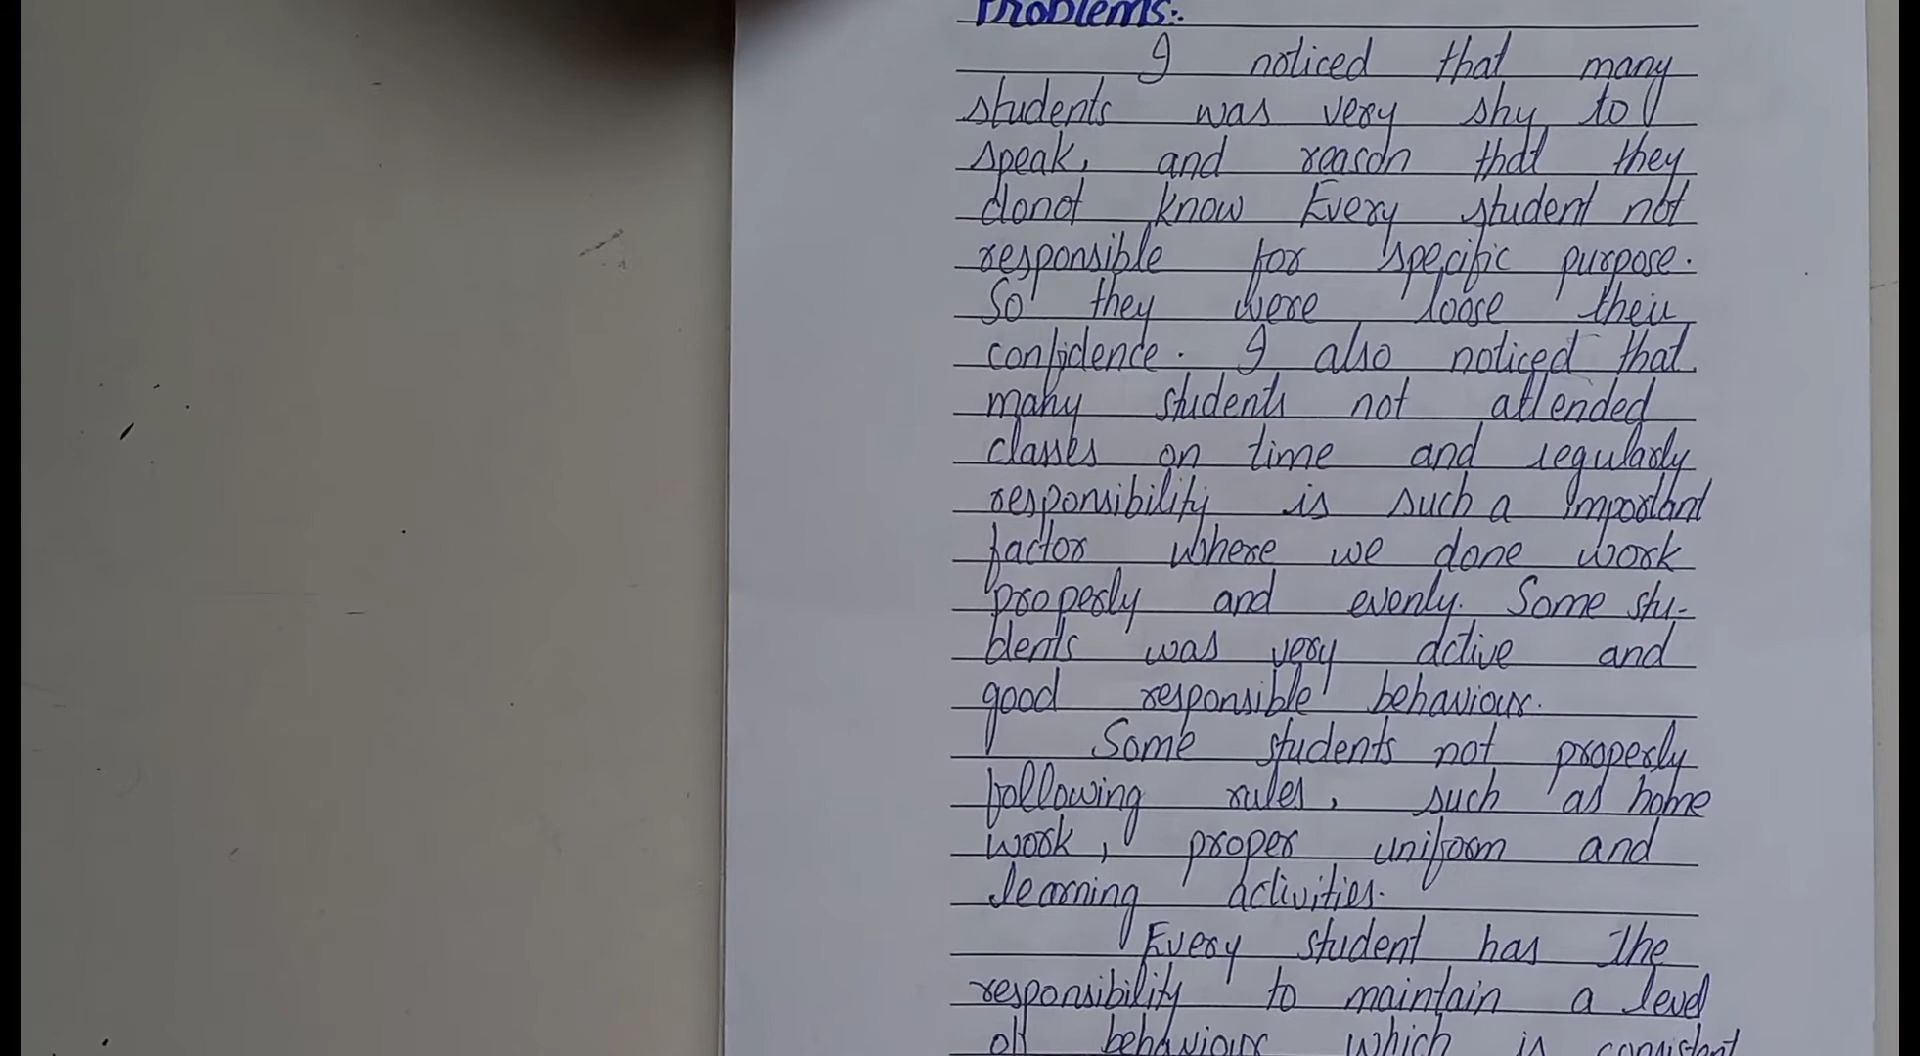 Problems:
I noticed that many
students was very shy to
speak, and reason that they
donot know Every student not
responsible for specific purpose.
So they were loose their
confidence. I also noticed that
many students not attended
classes on time and regularly
responsibility is such a important
factor where we done work
properly and evenly. Some stu-
dents was very active and
good responsible behaviour.
Some students not properly
following rules, such as home
work, proper uniform and
learning activities.
Every student has the
responsibility to maintain a level
of behaviour which is consistant